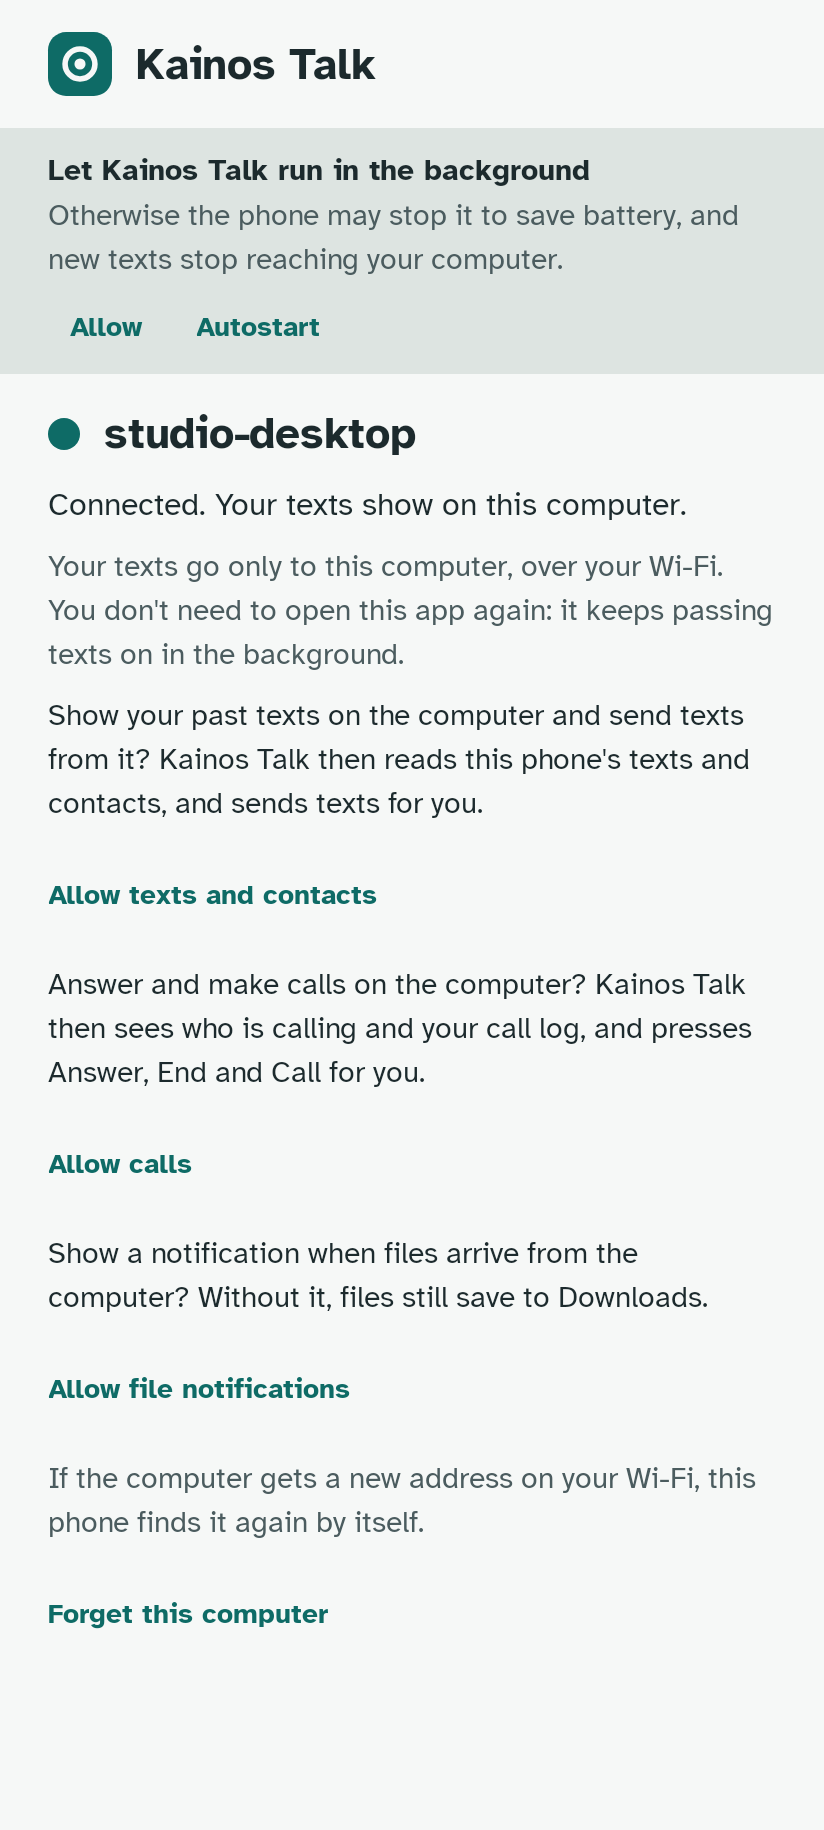 Kainos Talk
Let Kainos Talk run in the background
Otherwise the phone may stop it to save battery, and
new texts stop reaching your computer.
Allow Autostart
studio-desktop
Connected. Your texts show on this computer.
Your texts go only to this computer, over your Wi-Fi.
You don't need to open this app again: it keeps passing
texts on in the background.
Show your past texts on the computer and send texts
from it? Kainos Talk then reads this phone's texts and
contacts, and sends texts for you.
Allow texts and contacts
Answer and make calls on the computer? Kainos Talk
then sees who is calling and your call log, and presses
Answer, End and Call for you.
Allow calls
Show a notification when files arrive from the
computer? Without it, files still save to Downloads.
Allow file notifications
If the computer gets a new address on your Wi-Fi, this
phone finds it again by itself.
Forget this computer